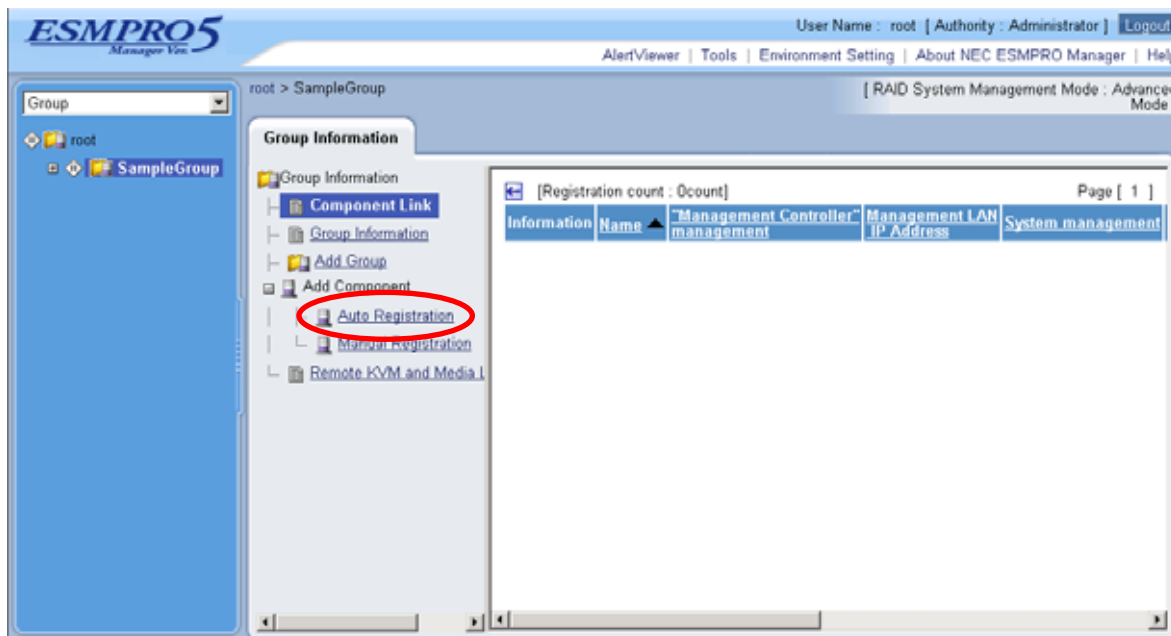 ESMPRO5
Manager Ver.
User Name : root [ Authority : Administrator ] Logout
AlertViewer | Tools | Environment Setting | About NEC ESMPRO Manager | Help
Group
root
SampleGroup
root > SampleGroup
[ RAID System Management Mode : Advanced
Mode
Group Information
Group Information
Component Link
Group Information
Add Group
Add Component
Auto Registration
Manual Registration
Remote KVM and Media L
[Registration count : 0count]
Page [ 1 ]
Information Name "Management Controller" management Management LAN IP Address System management